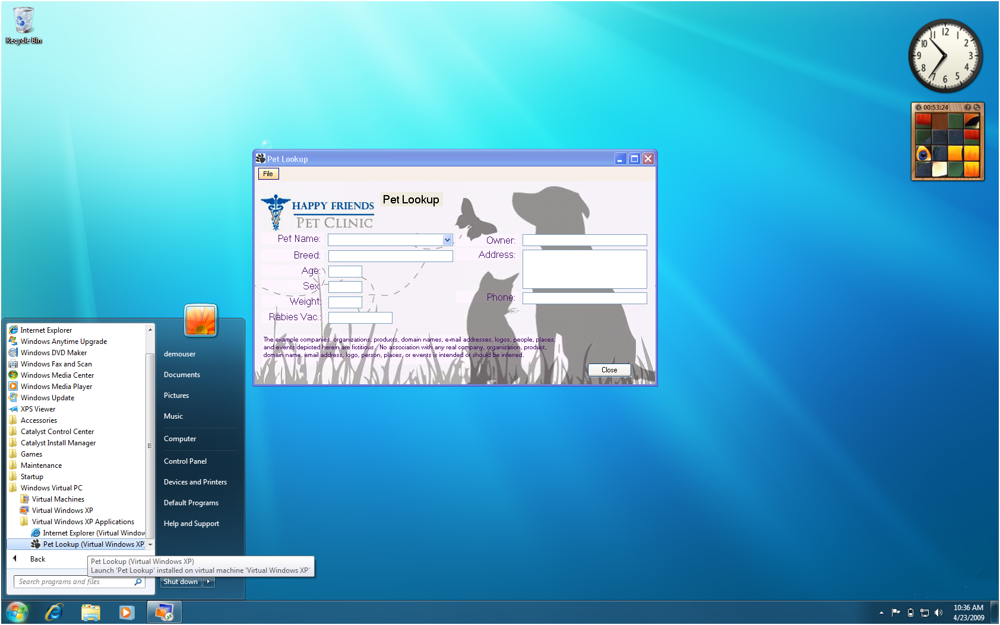 Recycle Bin
12
11
1
10
2
9
3
8
4
7
5
6
00:53:24
?
Pet Lookup
File
HAPPY FRIENDS
PET CLINIC
Pet Lookup
Pet Name:
Breed:
Age:
Sex:
Weight:
Rabies Vac.:
Owner:
Address:
Phone:
The example companies, organizations, products, domain names, e-mail addresses, logos, people, places,
and events depicted herein are fictitious. No association with any real company, organization, product,
domain name, email address, logo, person, places, or events is intended or should be inferred.
Close
Internet Explorer
Windows Anytime Upgrade
Windows DVD Maker
Windows Fax and Scan
Windows Media Center
Windows Media Player
Windows Update
XPS Viewer
Accessories
Catalyst Control Center
Catalyst Install Manager
Games
Maintenance
Startup
Windows Virtual PC
Virtual Machines
Virtual Windows XP
Virtual Windows XP Applications
Internet Explorer (Virtual Window
Pet Lookup (Virtual Windows XP)
Back
Search programs and files
demouser
Documents
Pictures
Music
Computer
Control Panel
Devices and Printers
Default Programs
Help and Support
Shut down
Pet Lookup (Virtual Windows XP)
Launch 'Pet Lookup' installed on virtual machine 'Virtual Windows XP'
10:36 AM
4/23/2009